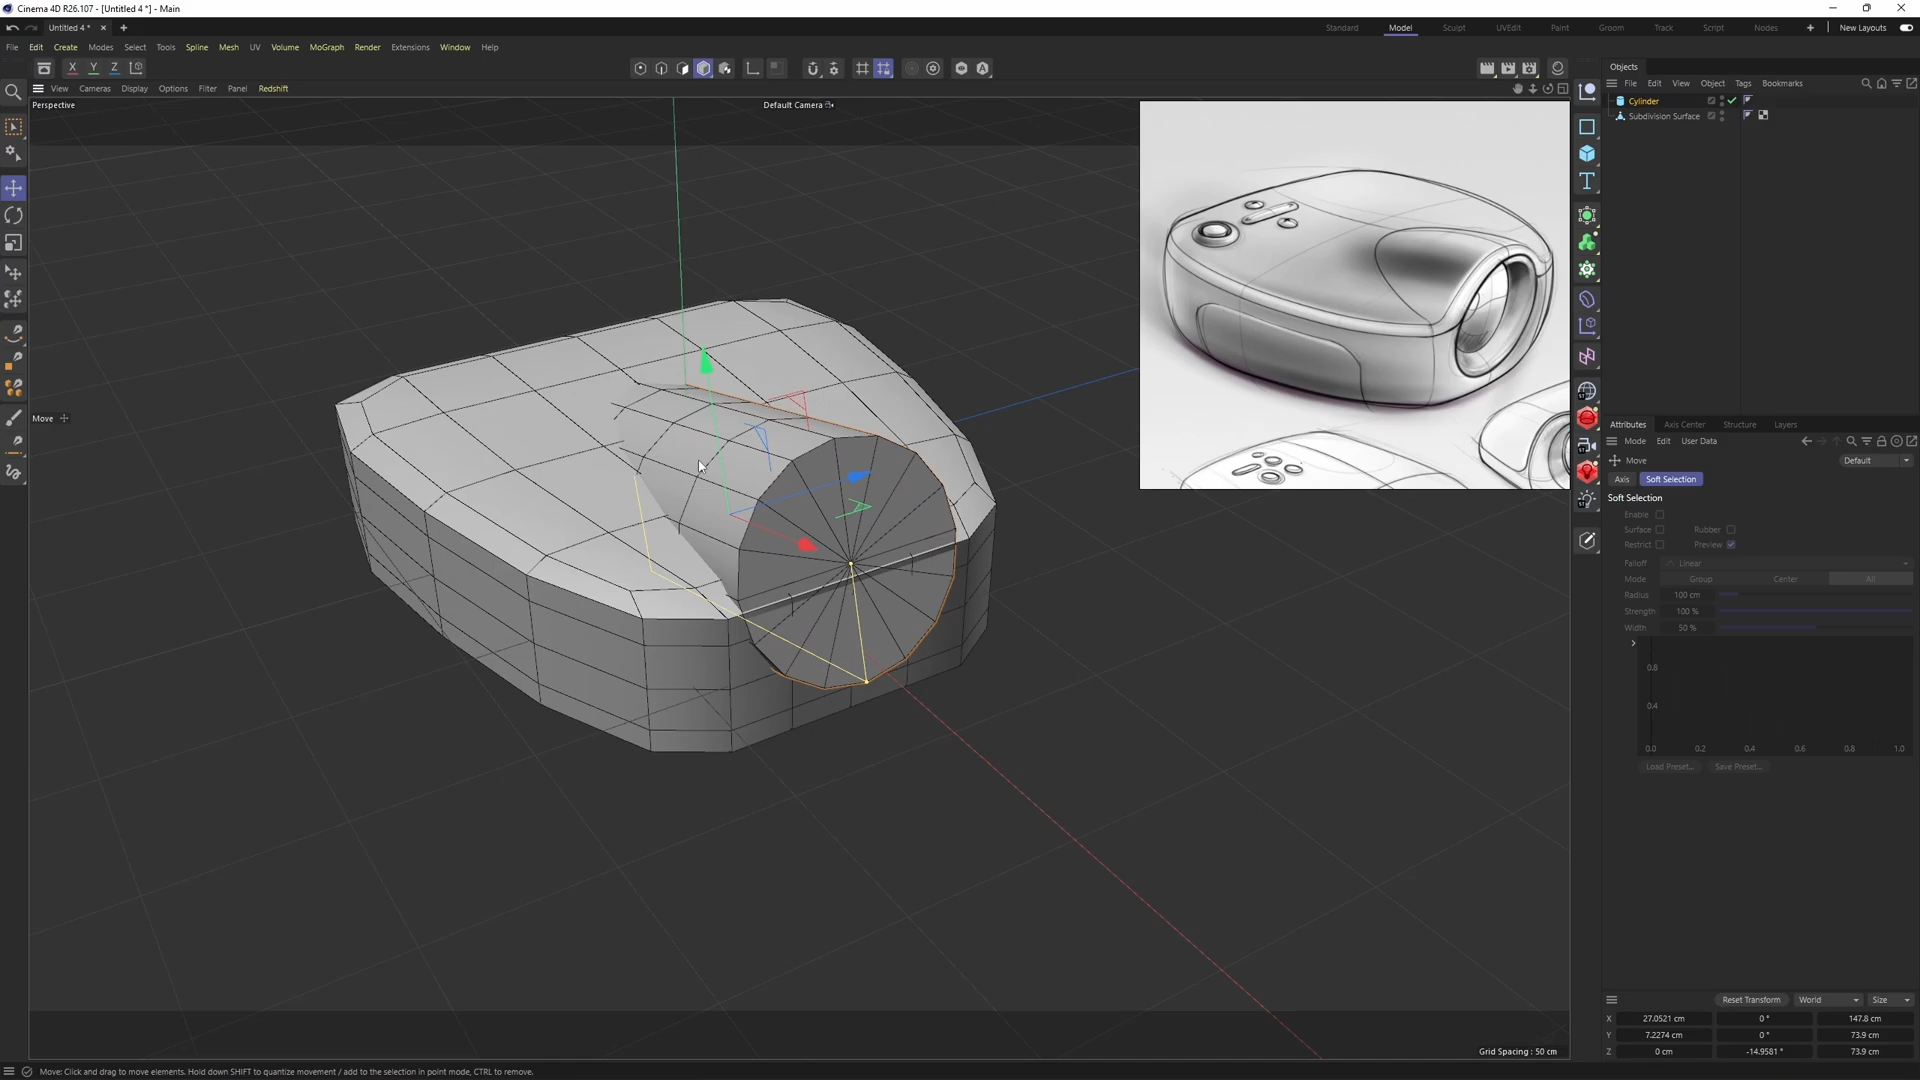 Cinema 4D R26.107 - [Untitled 4 *] - Main
Untitled 4 *
Standard Model Sculpt UVEdit Paint Groom Track Script Nodes New Layouts
File Edit Create Modes Select Tools Spline Mesh UV Volume MoGraph Render Extensions Window Help
X Y Z
View Cameras Display Options Filter Panel Redshift
Perspective
Default Camera
Move
Grid Spacing : 50 cm
Move: Click and drag to move elements. Hold down SHIFT to quantize movement / add to the selection in point mode, CTRL to remove.
Objects
File Edit View Object Tags Bookmarks
Cylinder
Subdivision Surface
Attributes Axis Center Structure Layers
Mode Edit User Data
Move Default
Axis Soft Selection
Soft Selection
Enable
Surface Rubber
Restrict Preview
Falloff Linear
Mode Group Center All
Radius 100 cm
Strength 100 %
Width 50 %
0.8
0.4
0.0 0.2 0.4 0.6 0.8 1.0
Load Preset... Save Preset...
Reset Transform World Size
X 27.0521 cm 0 ° 147.8 cm
Y 7.2274 cm 0 ° 73.9 cm
Z 0 cm -14.9581 ° 73.9 cm